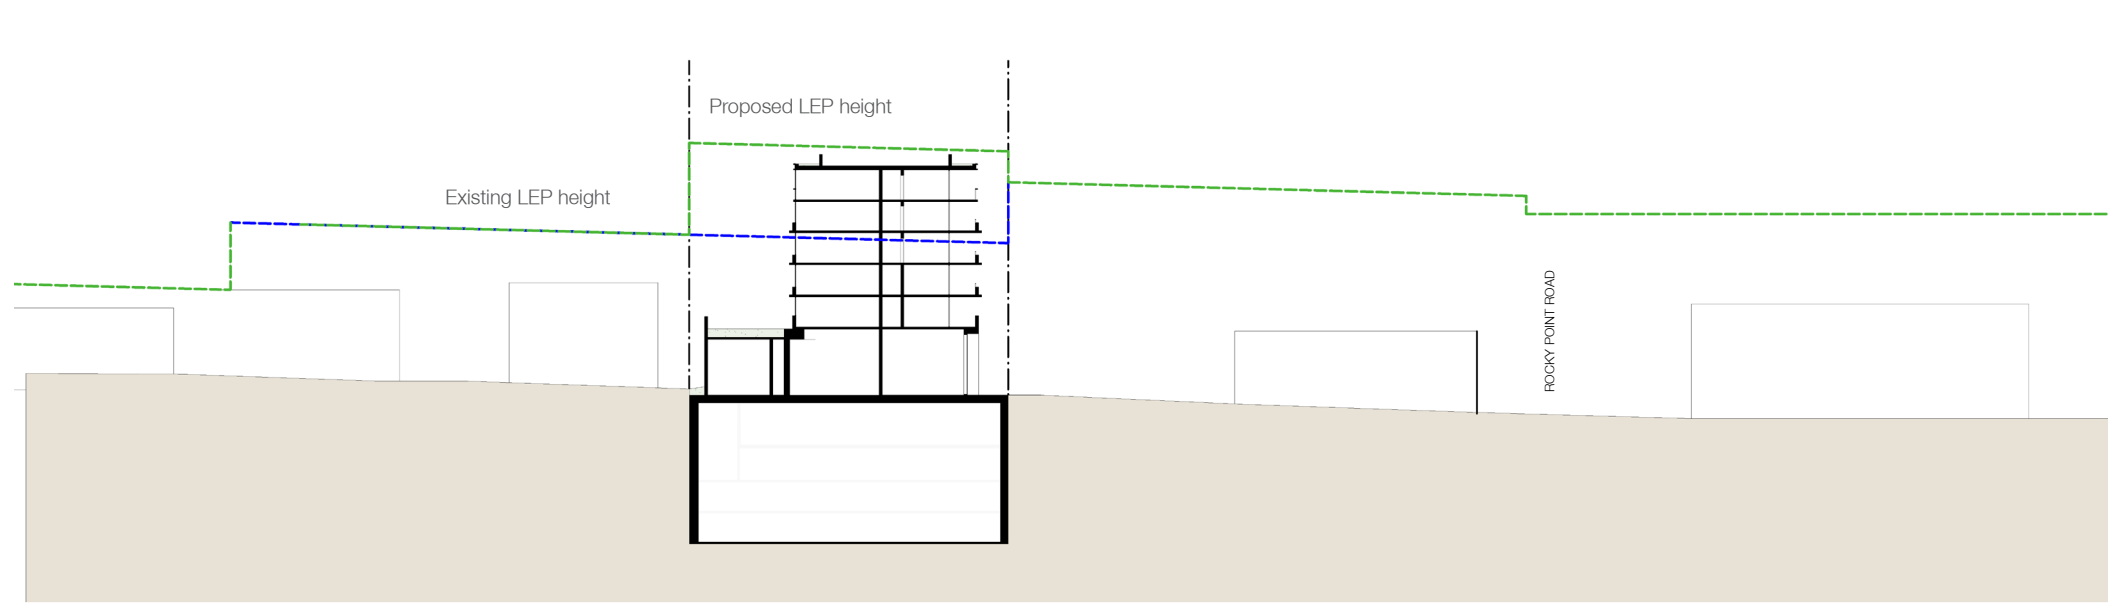 Proposed LEP height
Existing LEP height
ROCKY POINT ROAD